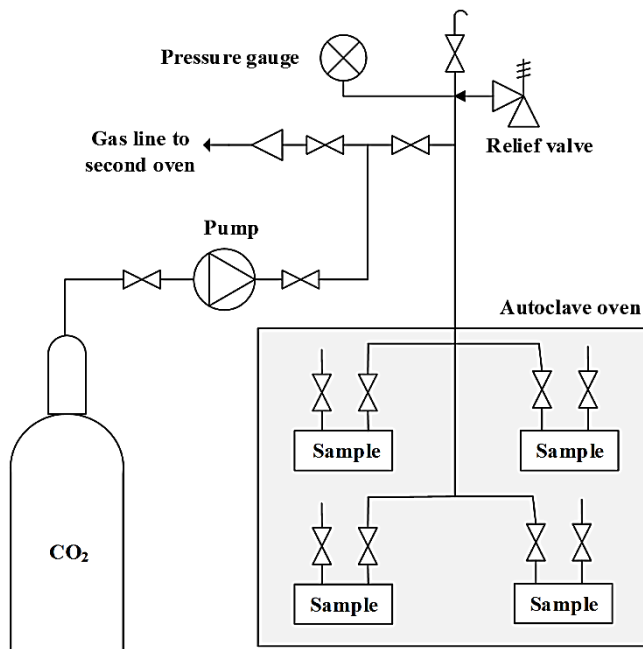 Pressure gauge
Relief valve
Gas line to
second oven
Pump
Autoclave oven
Sample
Sample
CO₂
Sample
Sample